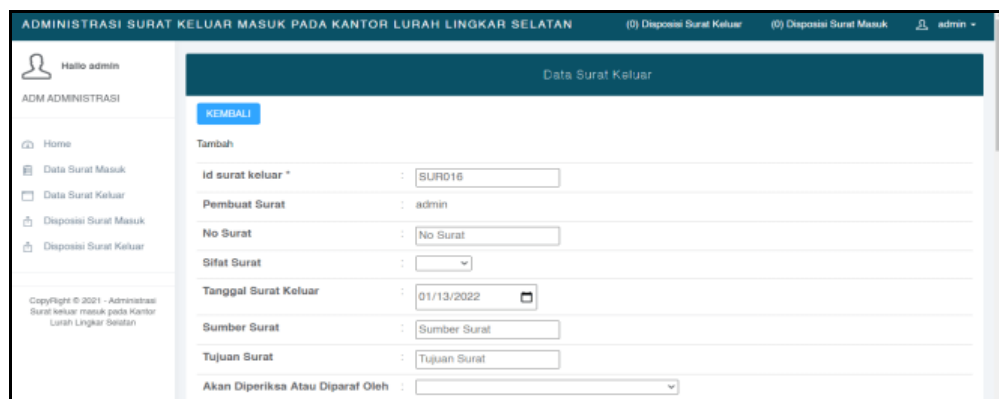 ADMINISTRASI SURAT KELUAR MASUK PADA KANTOR LURAH LINGKAR SELATAN
(0) Disposisi Surat Keluar
(0) Disposisi Surat Masuk
admin
Hallo admin
ADM ADMINISTRASI
Home
Data Surat Masuk
Data Surat Keluar
Disposisi Surat Masuk
Disposisi Surat Keluar
CopyRight © 2021 - Administrasi
Surat keluar masuk pada Kantor
Lurah Lingkar Selatan
Data Surat Keluar
KEMBALI
Tambah
id surat keluar * : SUR016
Pembuat Surat : admin
No Surat : No Surat
Sifat Surat :
Tanggal Surat Keluar : 01/13/2022
Sumber Surat : Sumber Surat
Tujuan Surat : Tujuan Surat
Akan Diperiksa Atau Diparaf Oleh :